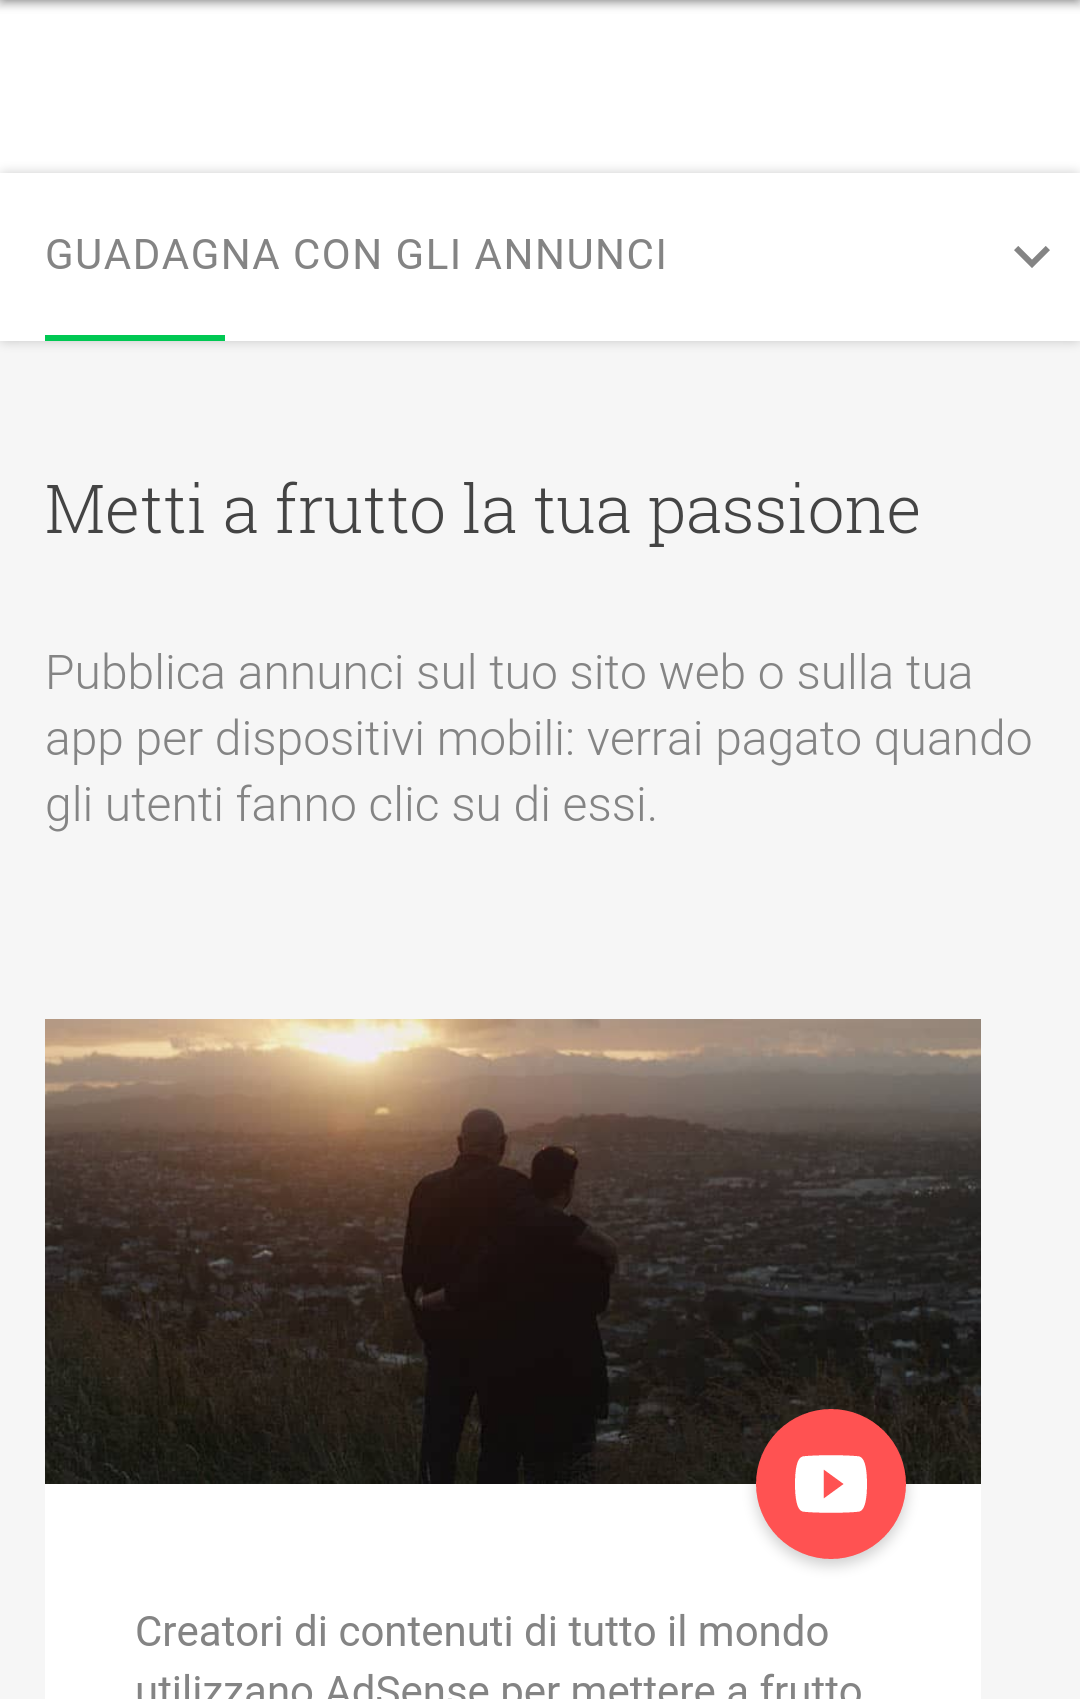 GUADAGNA CON GLI ANNUNCI
Metti a frutto la tua passione
Pubblica annunci sul tuo sito web o sulla tua
app per dispositivi mobili: verrai pagato quando
gli utenti fanno clic su di essi.
Creatori di contenuti di tutto il mondo
utilizzano AdSense per mettere a frutto